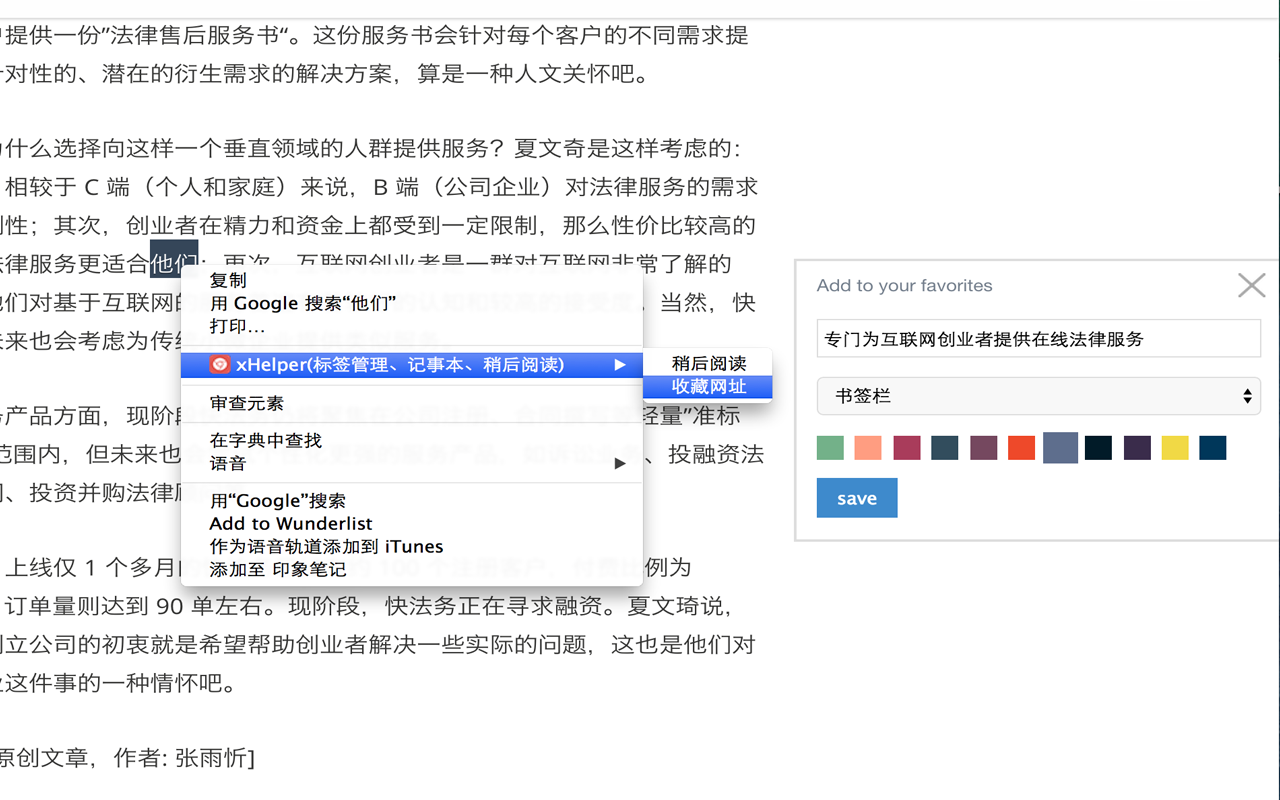 提供一份”法律售后服务书“。这份服务书会针对每个客户的不同需求提
对性的、潜在的衍生需求的解决方案，算是一种人文关怀吧。
什么选择向这样一个垂直领域的人群提供服务？夏文奇是这样考虑的：
相较于 C 端（个人和家庭）来说，B 端（公司企业）对法律服务的需求
性；其次，创业者在精力和资金上都受到一定限制，那么性价比较高的
法律服务更适合他们；再次，互联网创业者是一群对互联网非常了解的
他们对基于互联网的
。当然，快
未来也会考虑为传统
产品方面，现阶段
轻量”准标
范围内，但未来也
、投融资法
、投资并购法律
上线仅 1 个多月
100 个注册客户，付费比例为
订单量则达到 90 单左右。现阶段，快法务正在寻求融资。夏文琦说，
创立公司的初衷就是希望帮助创业者解决一些实际的问题，这也是他们对
这件事的一种情怀吧。
原创文章，作者: 张雨忻]
复制
用 Google 搜索“他们”
打印…
xHelper(标签管理、记事本、稍后阅读)
稍后阅读
收藏网址
审查元素
在字典中查找
语音
用“Google”搜索
Add to Wunderlist
作为语音轨道添加到 iTunes
添加至 印象笔记
Add to your favorites
专门为互联网创业者提供在线法律服务
书签栏
save